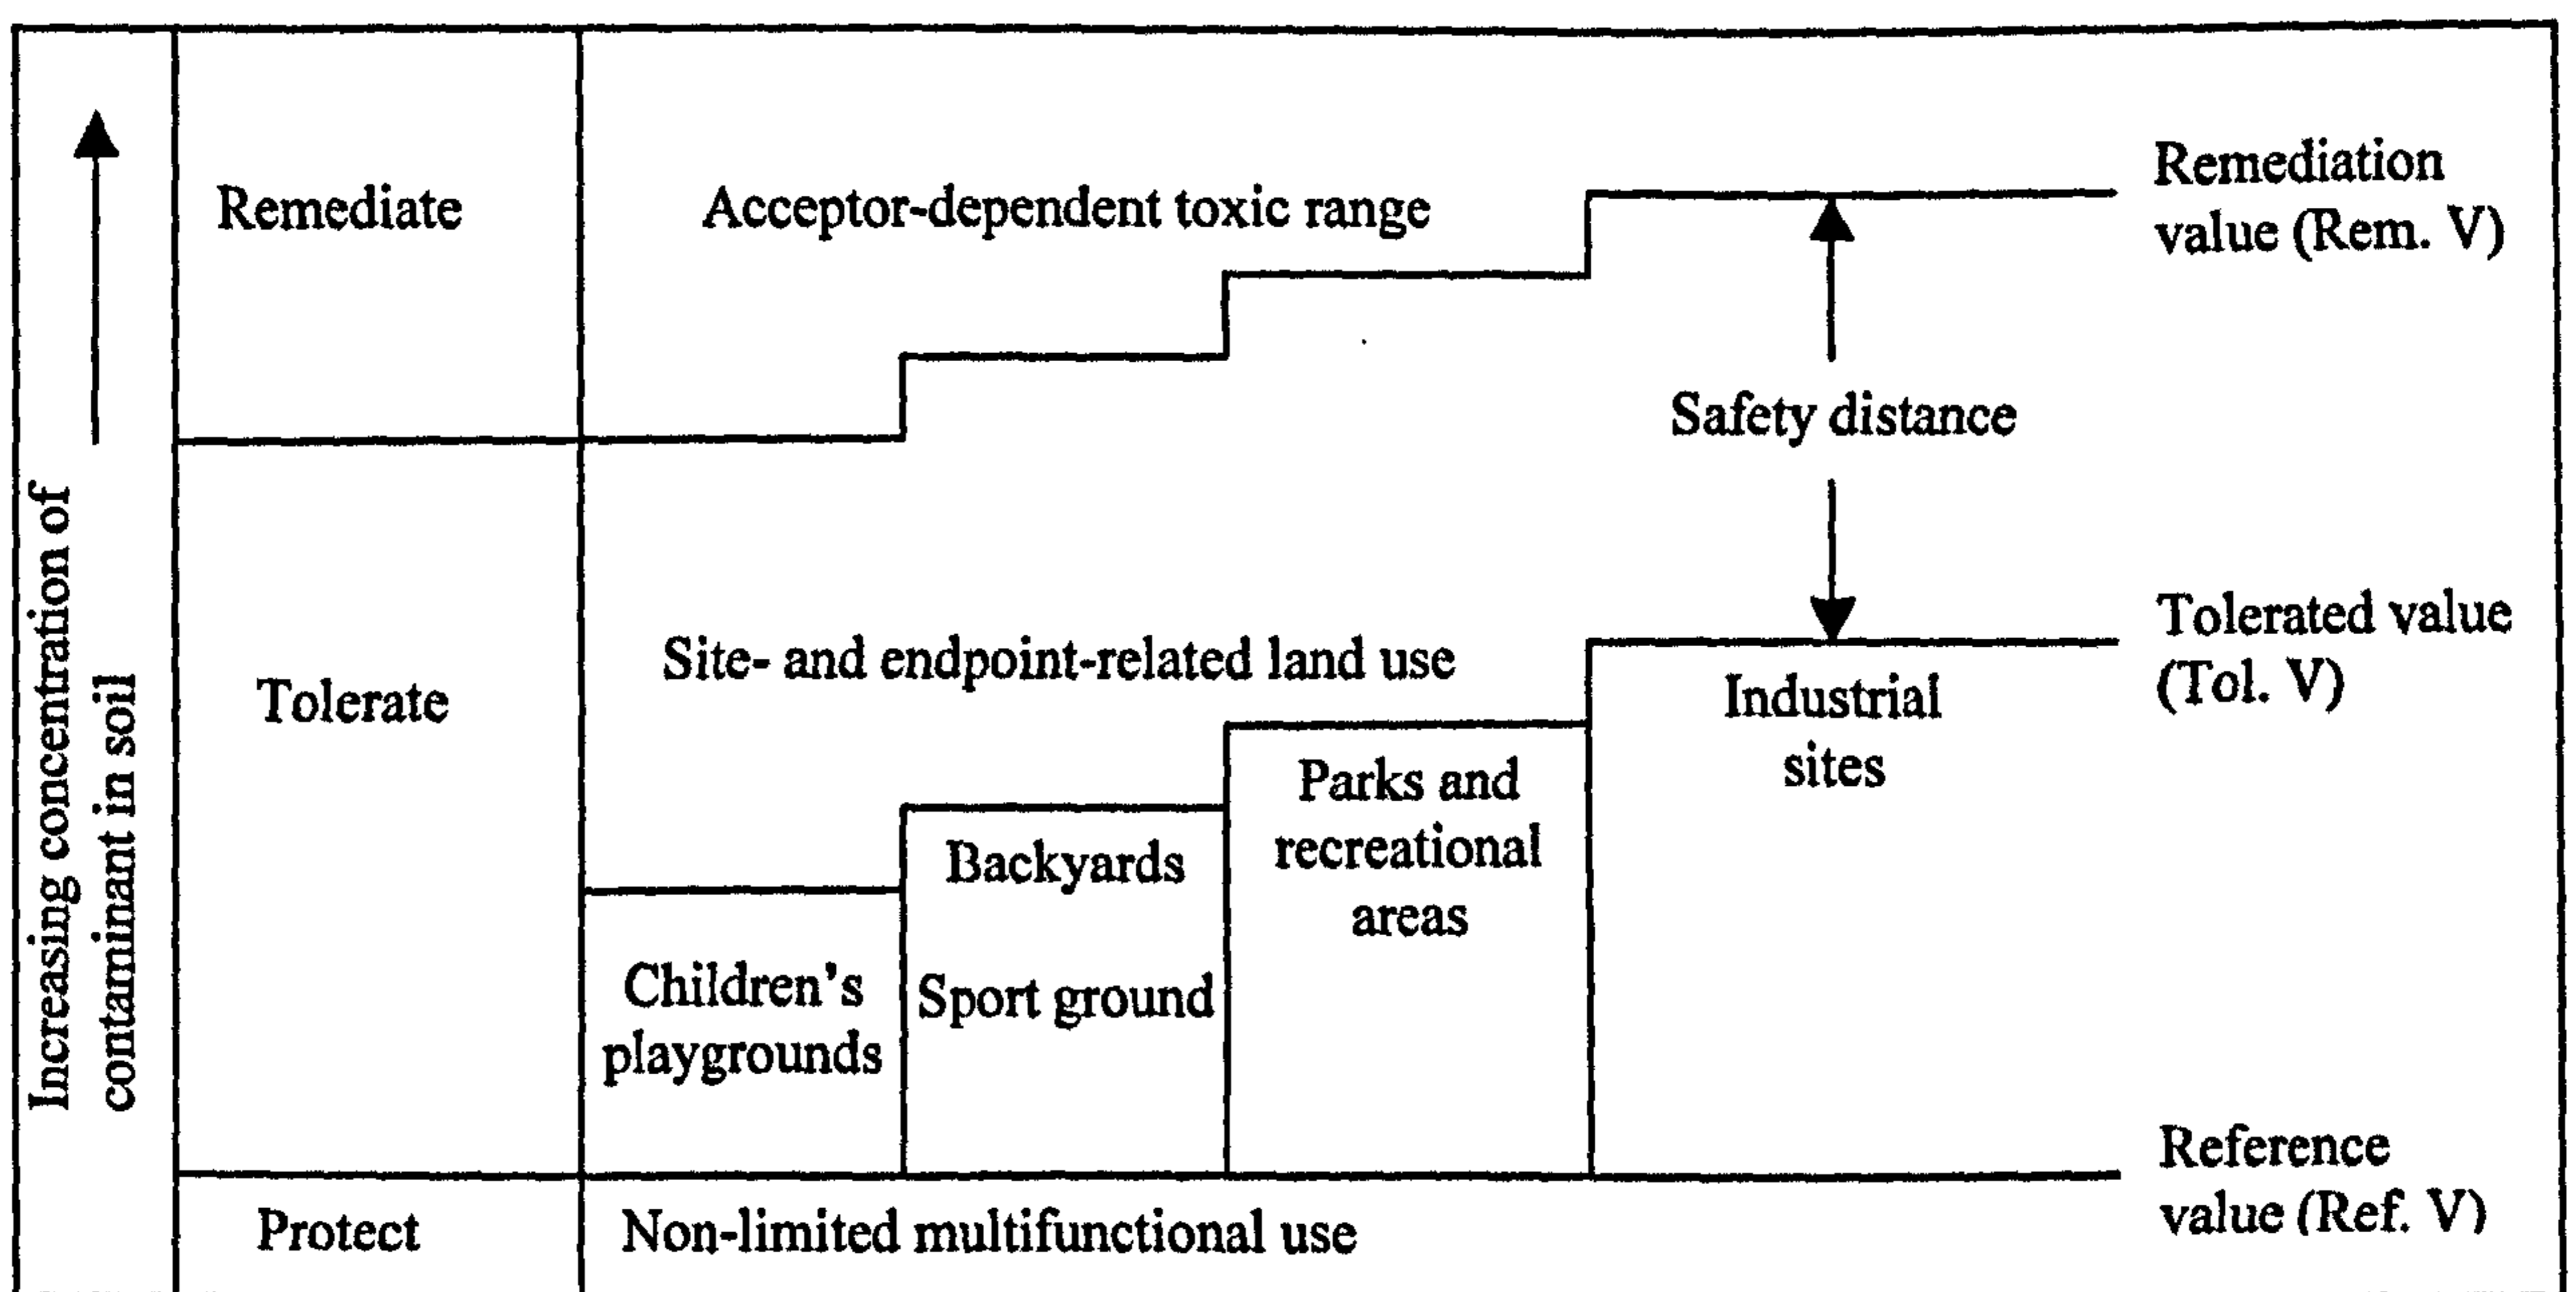 Increasing concentration of
contaminant in soil
Remediate
Acceptor-dependent toxic range
Remediation
value (Rem. V)
Safety distance
Tolerate
Site- and endpoint-related land use
Tolerated value
(Tol. V)
Industrial
sites
Parks and
recreational
areas
Backyards
Sport ground
Children's
playgrounds
Reference
value (Ref. V)
Protect
Non-limited multifunctional use